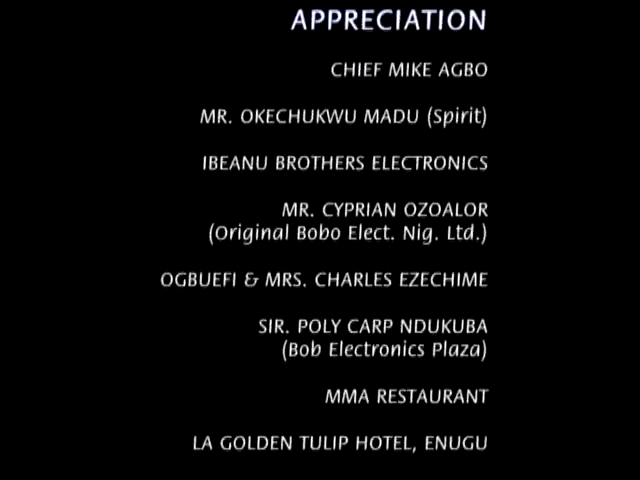 APPRECIATION
CHIEF MIKE AGBO
MR. OKECHUKWU MADU (Spirit)
IBEANU BROTHERS ELECTRONICS
MR. CYPRIAN OZOALOR
(Original Bobo Elect. Nig. Ltd.)
OGBUEFI & MRS. CHARLES EZECHIME
SIR. POLY CARP NDUKUBA
(Bob Electronics Plaza)
MMA RESTAURANT
LA GOLDEN TULIP HOTEL, ENUGU